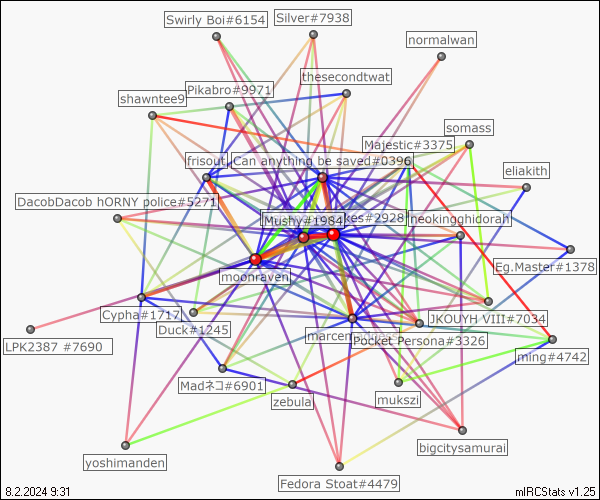 Swirly Boi#6154
Silver#7938
normalwan
thesecondtwat
Pikabro#9971
shawntee9
somass
Majestic#3375
frisout
Can anything be saved#0396
eliakith
DacobDacob hORNY police#5271
Mushy#1984
kes#2928
neokingghidorah
Eg.Master#1378
moonraven
Cypha#1717
JKOUYH VIII#7034
Duck#1245
marcen
Pocket Persona#3326
LPK2387 #7690
ming#4742
Madネコ#6901
zebula
mukszi
bigcitysamurai
yoshimanden
Fedora Stoat#4479
8.2.2024 9:31
mIRCStats v1.25